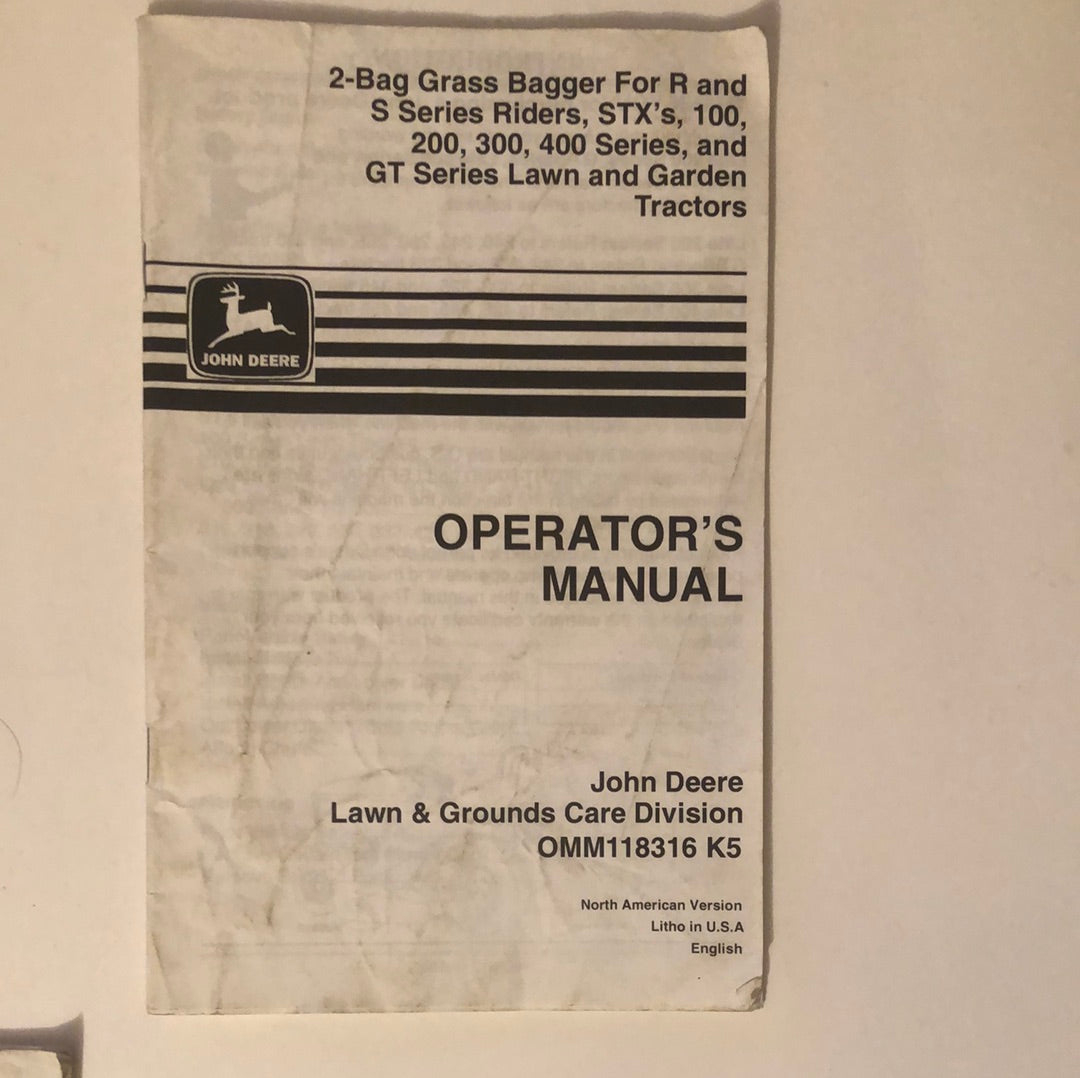 2-Bag Grass Bagger For R and
S Series Riders, STX's, 100,
200, 300, 400 Series, and
GT Series Lawn and Garden
Tractors
JOHN DEERE
OPERATOR'S
MANUAL
John Deere
Lawn & Grounds Care Division
OMM118316 K5
North American Version
Litho in U.S.A
English